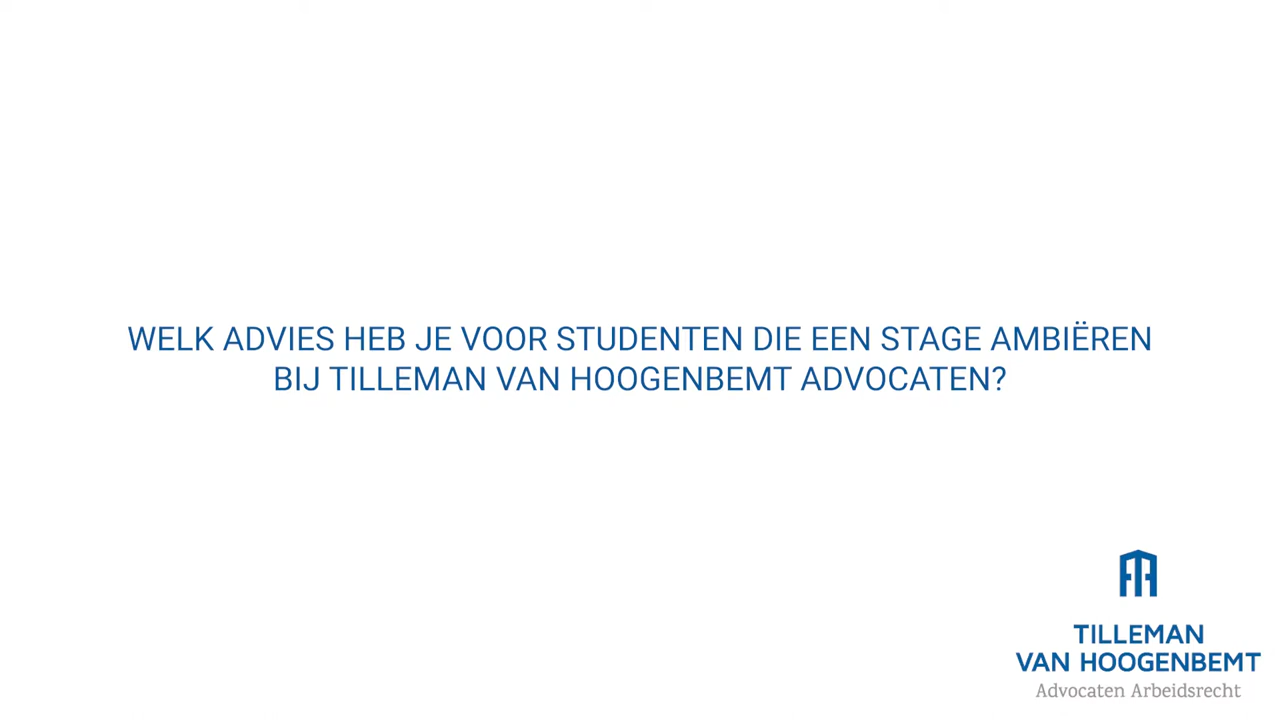 WELK ADVIES HEB JE VOOR STUDENTEN DIE EEN STAGE AMBIËREN
BIJ TILLEMAN VAN HOOGENBEMT ADVOCATEN?
TILLEMAN
VAN HOOGENBEMT
Advocaten Arbeidsrecht